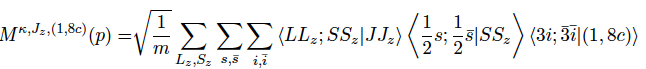 $M^{\kappa,J_z,(1,8c)}(p) = \sqrt{\frac{1}{m}} \sum_{L_z,S_z} \sum_{s,\bar{s}} \sum_{i,\bar{i}} \langle LL_z; SS_z | JJ_z \rangle \left\langle \frac{1}{2}s; \frac{1}{2}\bar{s} | SS_z \right\rangle \langle 3i; \bar{3}\bar{i} | (1,8c) \rangle$